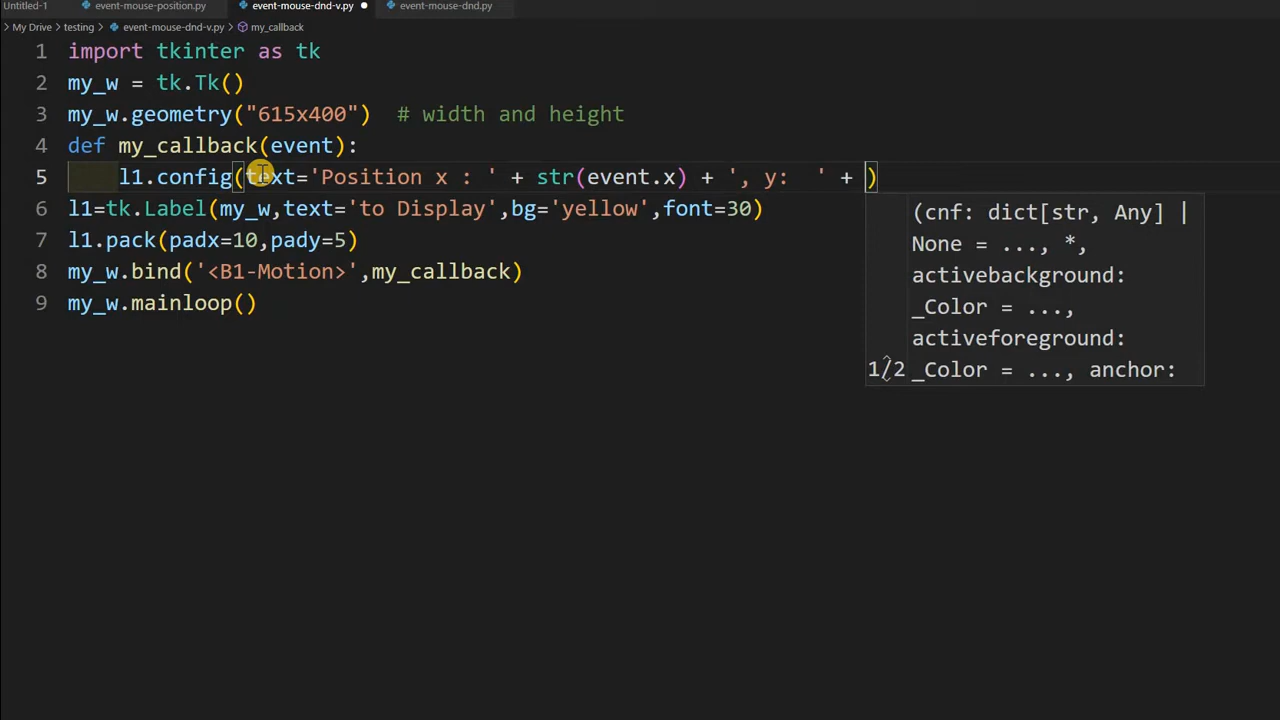 Untitled-1 event-mouse-position.py event-mouse-dnd-v.py event-mouse-dnd.py
> My Drive > testing > event-mouse-dnd-v.py > my_callback
1 import tkinter as tk
2 my_w = tk.Tk()
3 my_w.geometry("615x400")  # width and height
4 def my_callback(event):
5     l1.config(text='Position x : ' + str(event.x) + ', y:  ' + )
6 l1=tk.Label(my_w,text='to Display',bg='yellow',font=30)
7 l1.pack(padx=10,pady=5)
8 my_w.bind('<B1-Motion>',my_callback)
9 my_w.mainloop()
(cnf: dict[str, Any] |
None = ..., *,
activebackground:
_Color = ...,
activeforeground:
1/2 _Color = ..., anchor: